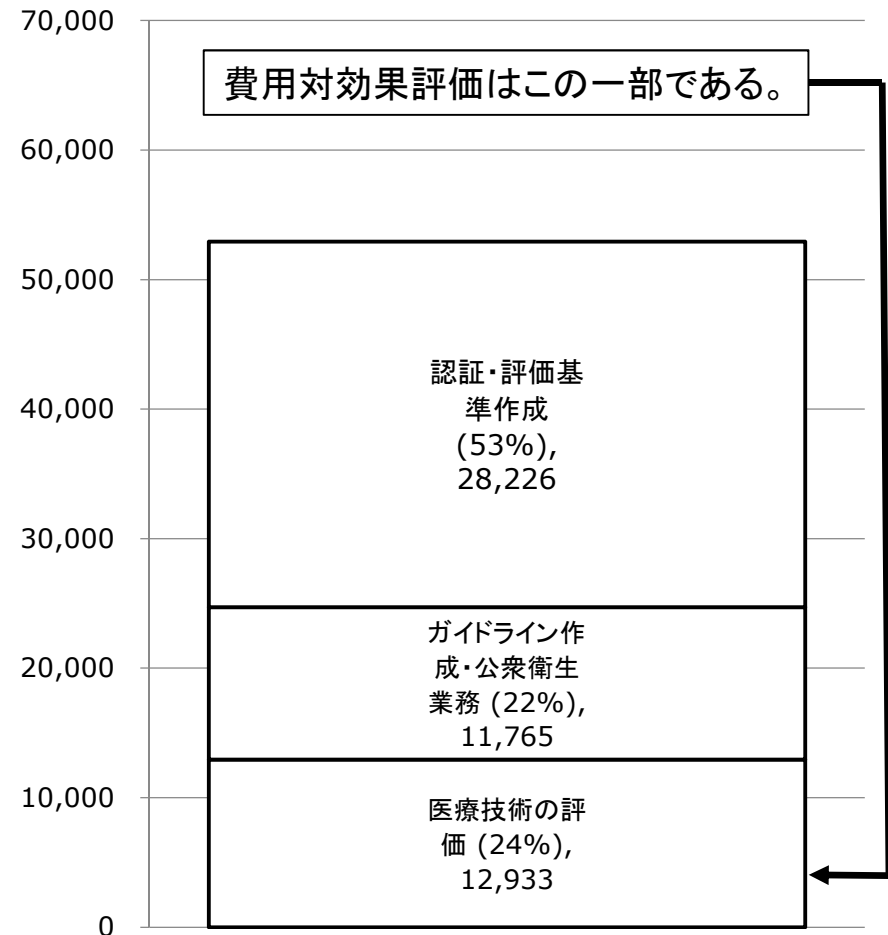 70,000
費用対効果評価はこの一部である。
60,000
50,000
認証・評価基
準作成
(53%),
28,226
40,000
30,000
ガイドライン作
成・公衆衛生
業務 (22%),
11,765
20,000
10,000
医療技術の評
価 (24%),
12,933
0